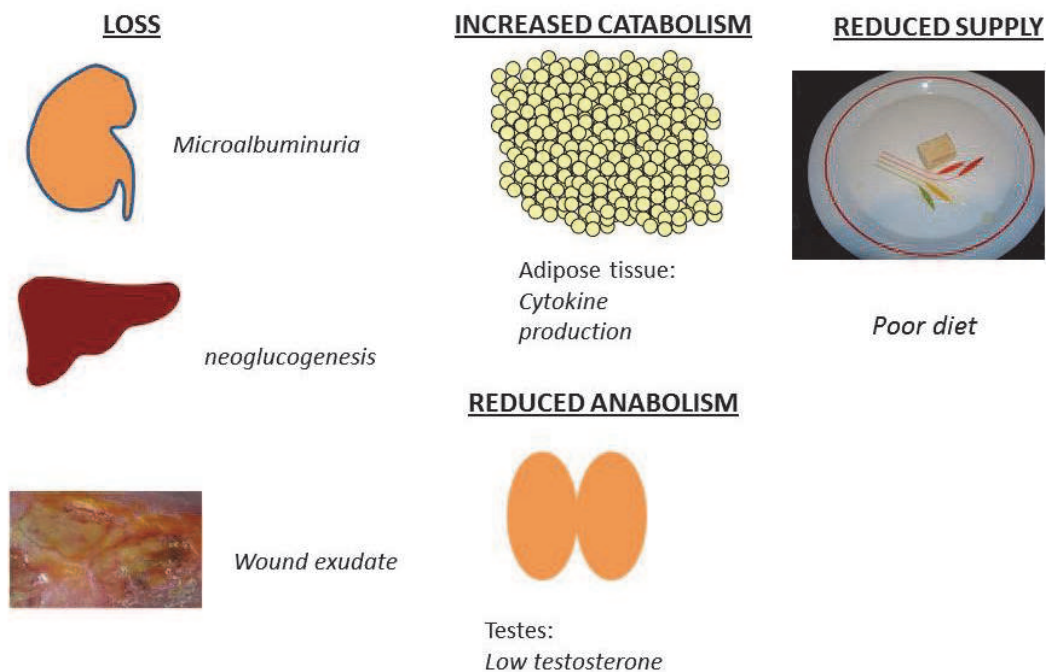 LOSS
Microalbuminuria
neoglucogenesis
Wound exudate
INCREASED CATABOLISM
Adipose tissue:
Cytokine
production
REDUCED ANABOLISM
Testes:
Low testosterone
REDUCED SUPPLY
Poor diet